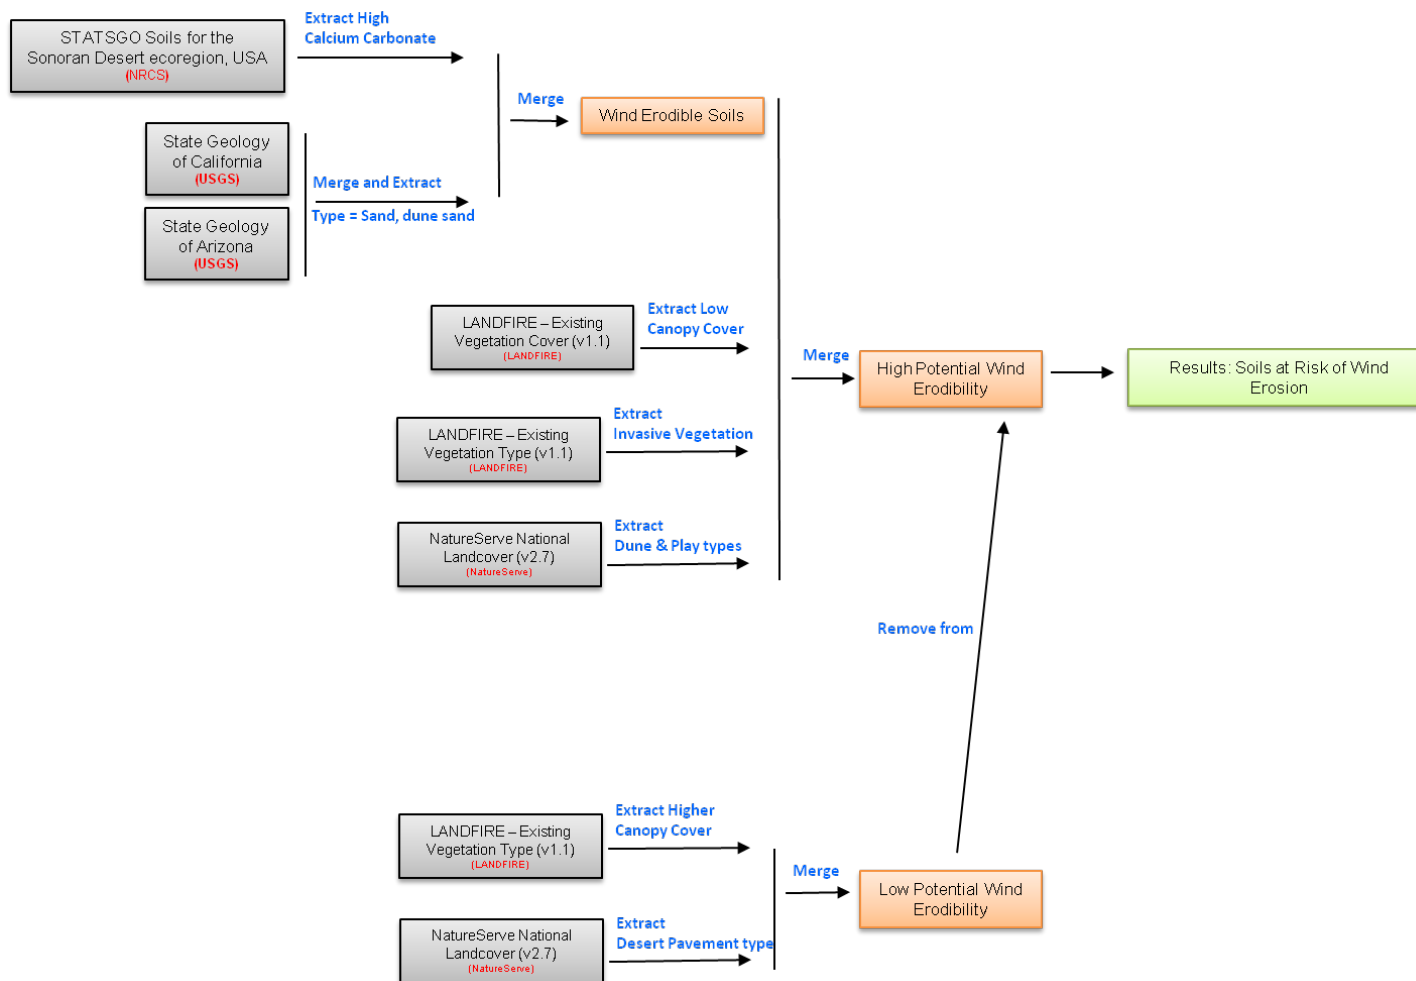 Extract High
Calcium Carbonate
STATSGO Soils for the
Sonoran Desert ecoregion, USA
(NRCS)
Merge
Wind Erodible Soils
State Geology
of California
(USGS)
Merge and Extract
Type = Sand, dune sand
State Geology
of Arizona
(USGS)
LANDFIRE – Existing
Vegetation Cover (v1.1)
(LANDFIRE)
Extract Low
Canopy Cover
Merge
High Potential Wind
Erodibility
Results: Soils at Risk of Wind
Erosion
LANDFIRE – Existing
Vegetation Type (v1.1)
(LANDFIRE)
Extract
Invasive Vegetation
NatureServe National
Landcover (v2.7)
(NatureServe)
Extract
Dune & Play types
Remove from
LANDFIRE – Existing
Vegetation Type (v1.1)
(LANDFIRE)
Extract Higher
Canopy Cover
Merge
Low Potential Wind
Erodibility
NatureServe National
Landcover (v2.7)
(NatureServe)
Extract
Desert Pavement type